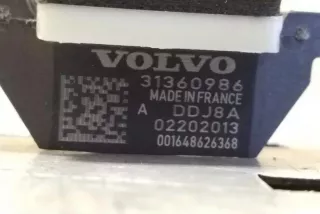 VOLVO
31360986
MADE IN FRANCE
A DDJ8A
02202013
001648626368